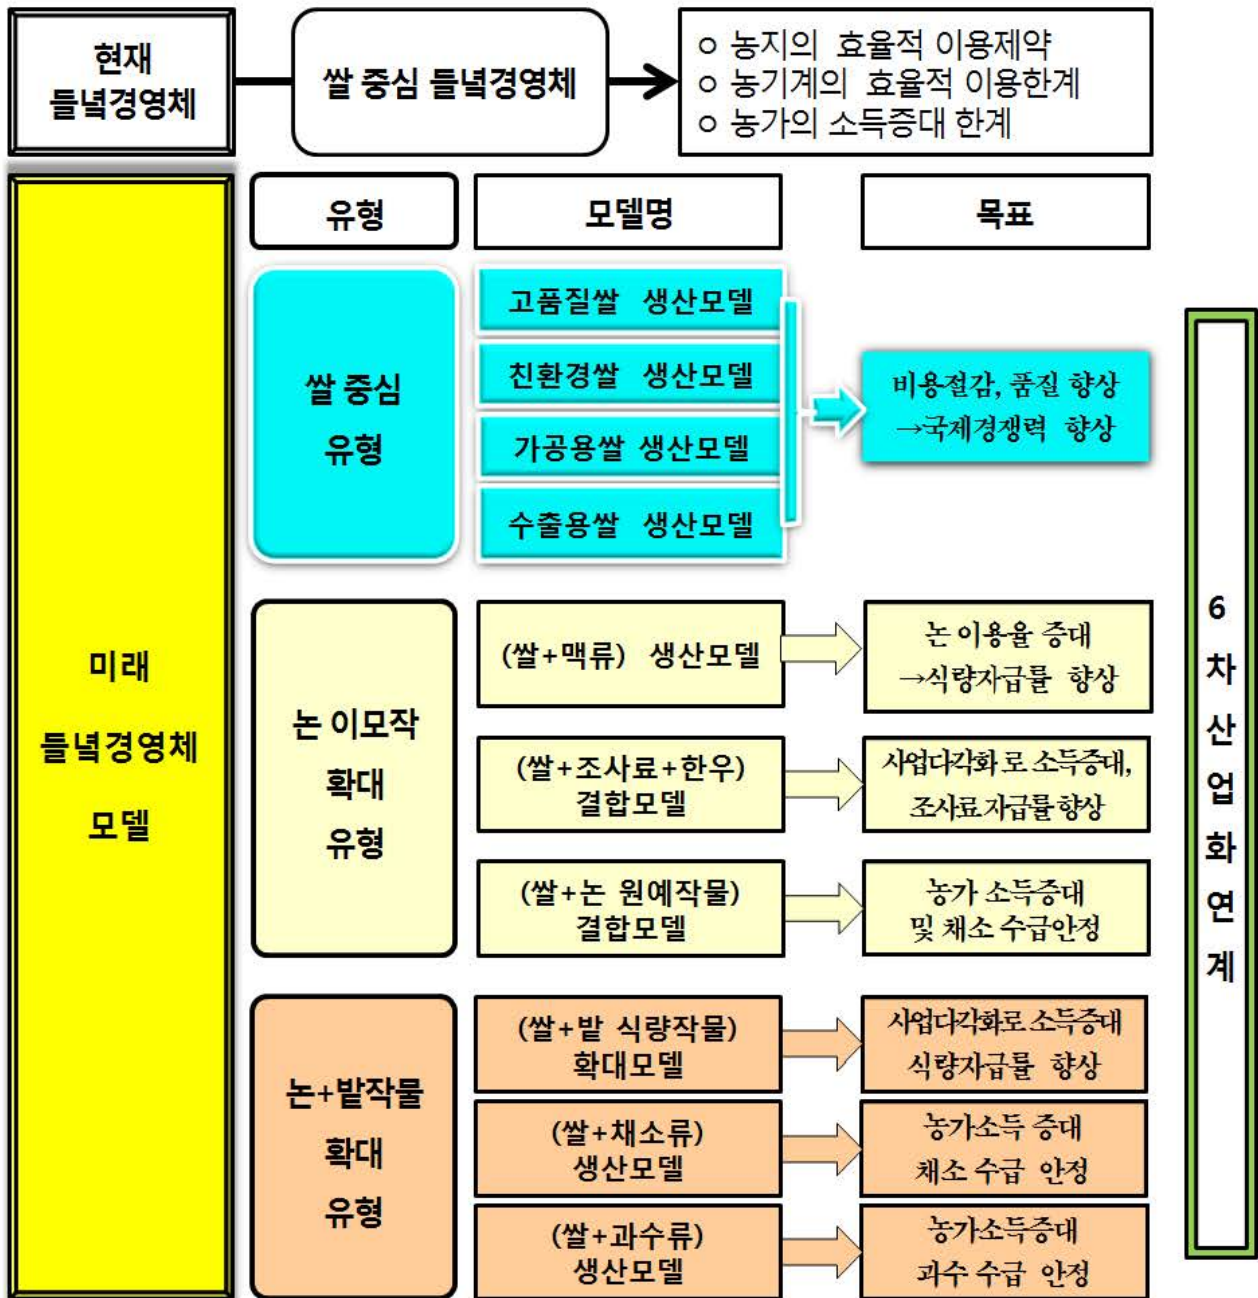 현재
들녘경영체
쌀 중심 들녘경영체
ㅇ 농지의 효율적 이용제약
ㅇ 농기계의 효율적 이용한계
ㅇ 농가의 소득증대 한계
미래
들녘경영체
모델
유형
모델명
목표
쌀 중심
유형
고품질쌀 생산모델
친환경쌀 생산모델
가공용쌀 생산모델
수출용쌀 생산모델
비용절감, 품질 향상
→국제경쟁력 향상
논 이모작
확대
유형
(쌀+맥류) 생산모델
논 이용율 증대
→식량자급률 향상
(쌀+조사료+한우)
결합모델
사업다각화로 소득증대,
조사료자급률 향상
(쌀+논 원예작물)
결합모델
농가 소득증대
및 채소 수급안정
논+밭작물
확대
유형
(쌀+밭 식량작물)
확대모델
사업다각화로 소득증대
식량자급률 향상
(쌀+채소류)
생산모델
농가소득 증대
채소 수급 안정
(쌀+과수류)
생산모델
농가소득증대
과수 수급 안정
6
차
산
업
화
연
계